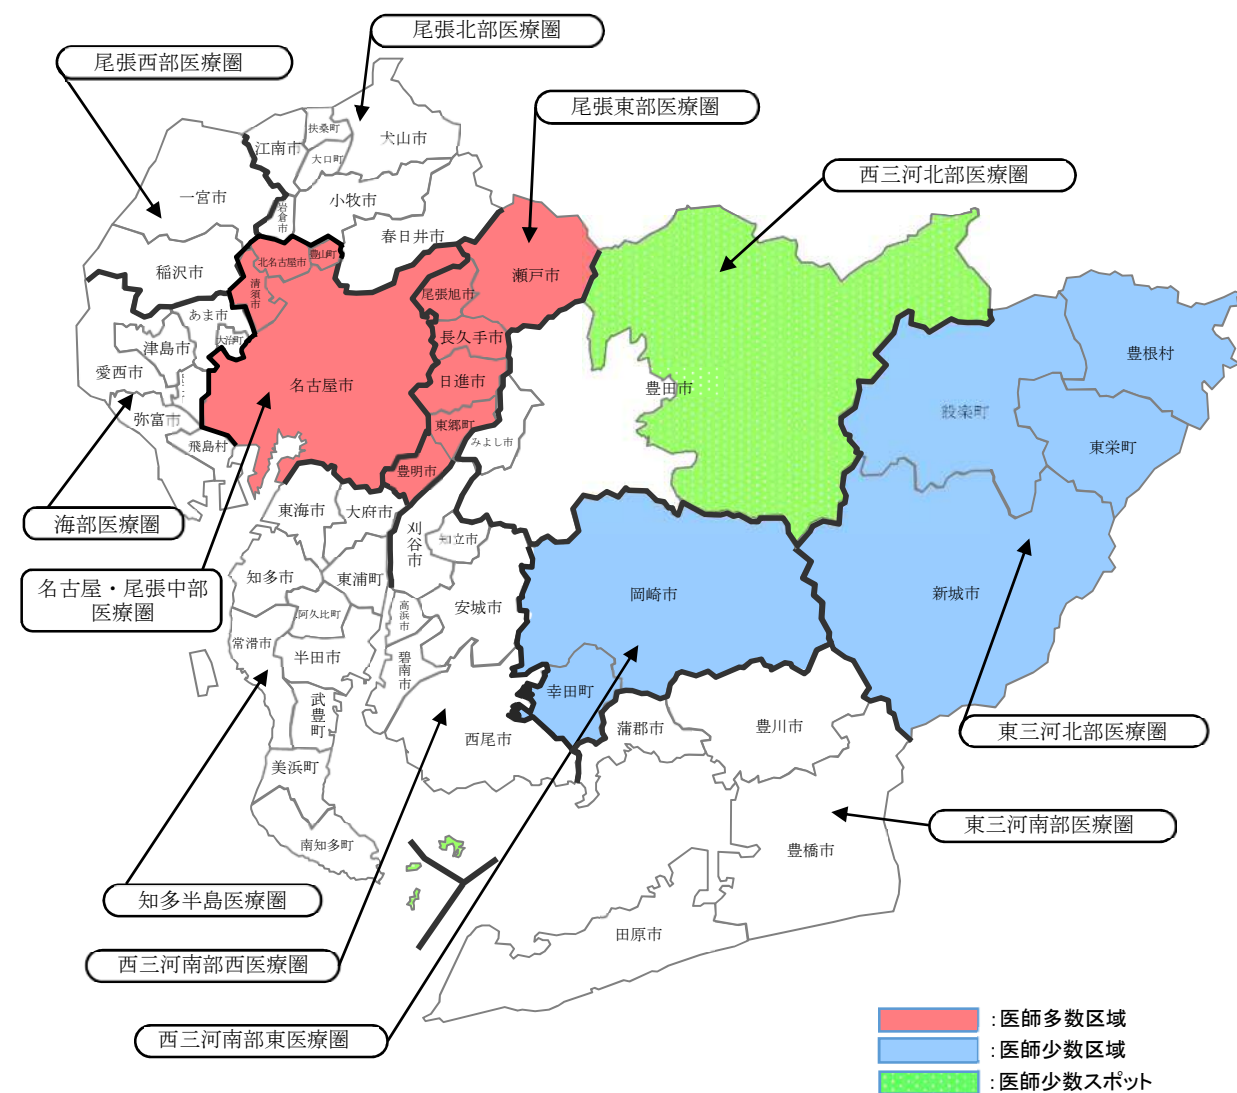 尾張北部医療圏
尾張西部医療圏
尾張東部医療圏
西三河北部医療圏
扶桑町
犬山市
江南市
大口町
一宮市
小牧市
岩倉市
春日井市
稲沢市
北名古屋市
豊山町
瀬戸市
清須市
尾張旭市
あま市
大治町
津島市
長久手市
豊根村
愛西市
名古屋市
日進市
豊田市
設楽町
弥富市
東郷町
東栄町
飛島村
みよし市
豊明市
海部医療圏
東海市
大府市
刈谷市
知立市
名古屋・尾張中部
医療圏
知多市
東浦町
岡崎市
新城市
阿久比町
高浜市
安城市
常滑市
半田市
碧南市
幸田町
武豊町
西尾市
蒲郡市
豊川市
東三河北部医療圏
美浜町
東三河南部医療圏
南知多町
豊橋市
知多半島医療圏
田原市
西三河南部西医療圏
西三河南部東医療圏
:医師多数区域
:医師少数区域
:医師少数スポット